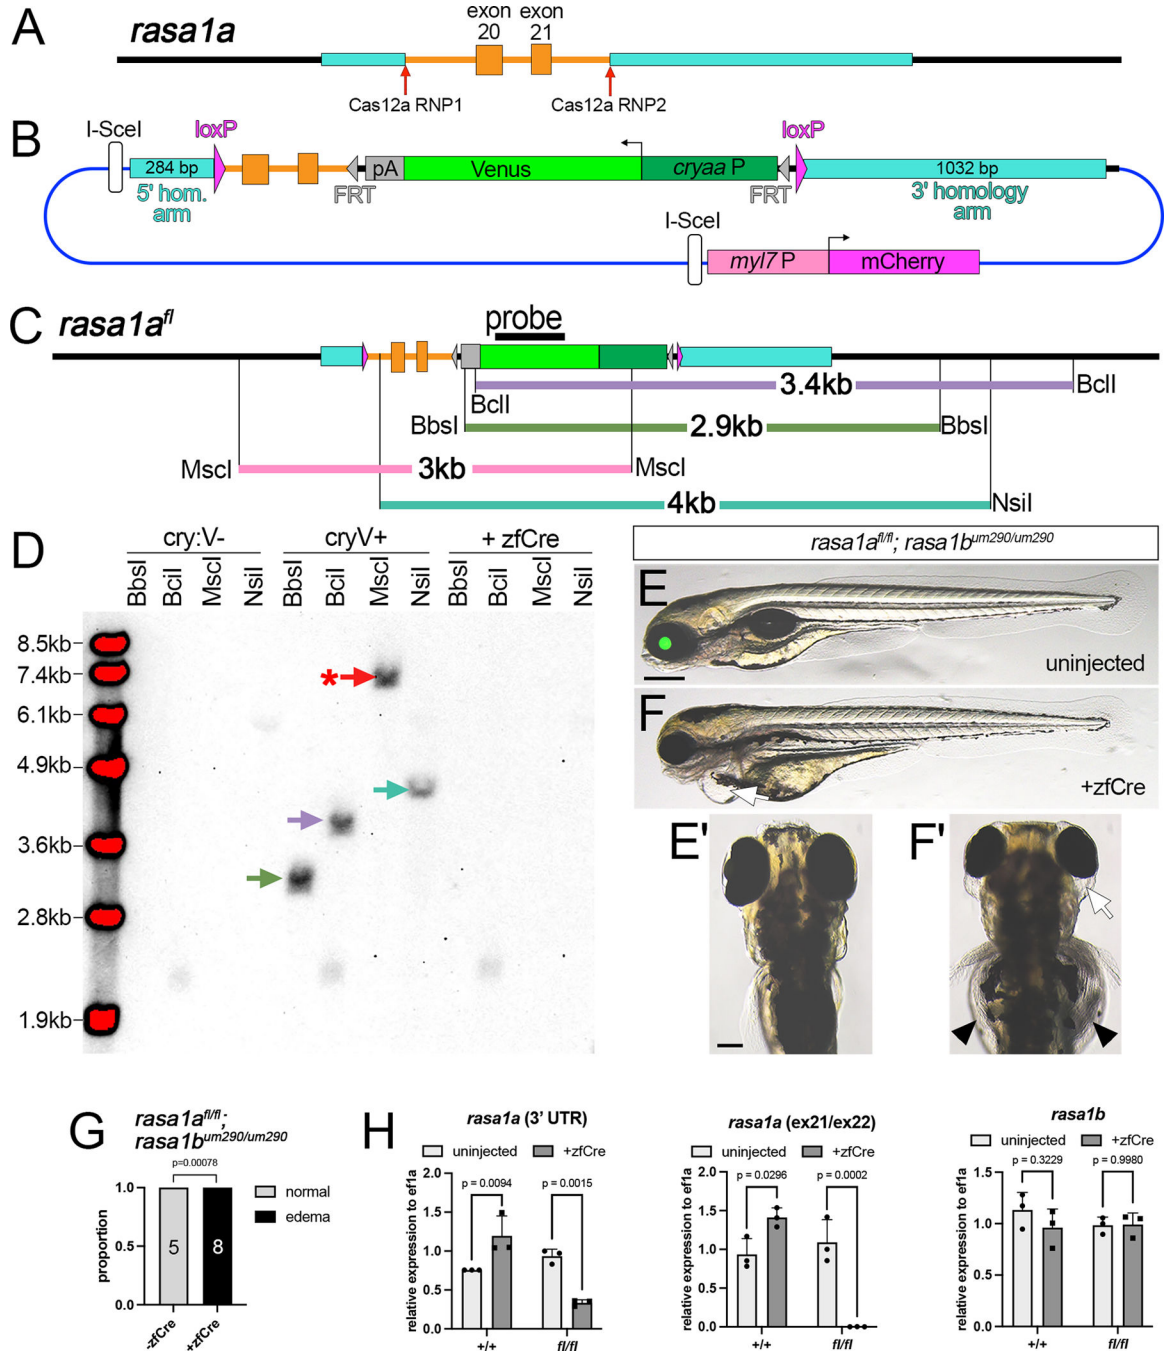 A
rasa1a
exon
20
exon
21
Cas12a RNP1
Cas12a RNP2
B
I-SceI
loxP
loxP
284 bp
5' hom.
arm
FRT
pA
Venus
cryaa P
FRT
1032 bp
3' homology
arm
I-SceI
myl7 P
mCherry
C
rasa1afl
probe
3.4kb
BclI
BclI
BbsI
2.9kb
BbsI
MscI
3kb
MscI
4kb
NsiI
D
cry:V-
cryV+
+ zfCre
BbsI
BciI
MscI
NsiI
BbsI
BciI
MscI
NsiI
BbsI
BciI
MscI
NsiI
8.5kb
7.4kb
6.1kb
4.9kb
3.6kb
2.8kb
1.9kb
*
rasa1afl/fl; rasa1bum290/um290
E
uninjected
F
+zfCre
E'
F'
G
rasa1afl/fl;
rasa1bum290/um290
p=0.00078
proportion
1.0
0.5
0.0
5
8
-zfCre
+zfCre
normal
edema
H
rasa1a (3' UTR)
uninjected
+zfCre
relative expression to ef1a
2.0
1.5
1.0
0.5
0.0
p = 0.0094
p = 0.0015
+/+
fl/fl
rasa1a (ex21/ex22)
uninjected
+zfCre
relative expression to ef1a
2.0
1.5
1.0
0.5
0.0
p = 0.0296
p = 0.0002
+/+
fl/fl
rasa1b
uninjected
+zfCre
relative expression to ef1a
1.5
1.0
0.5
0.0
p = 0.3229
p = 0.9980
+/+
fl/fl